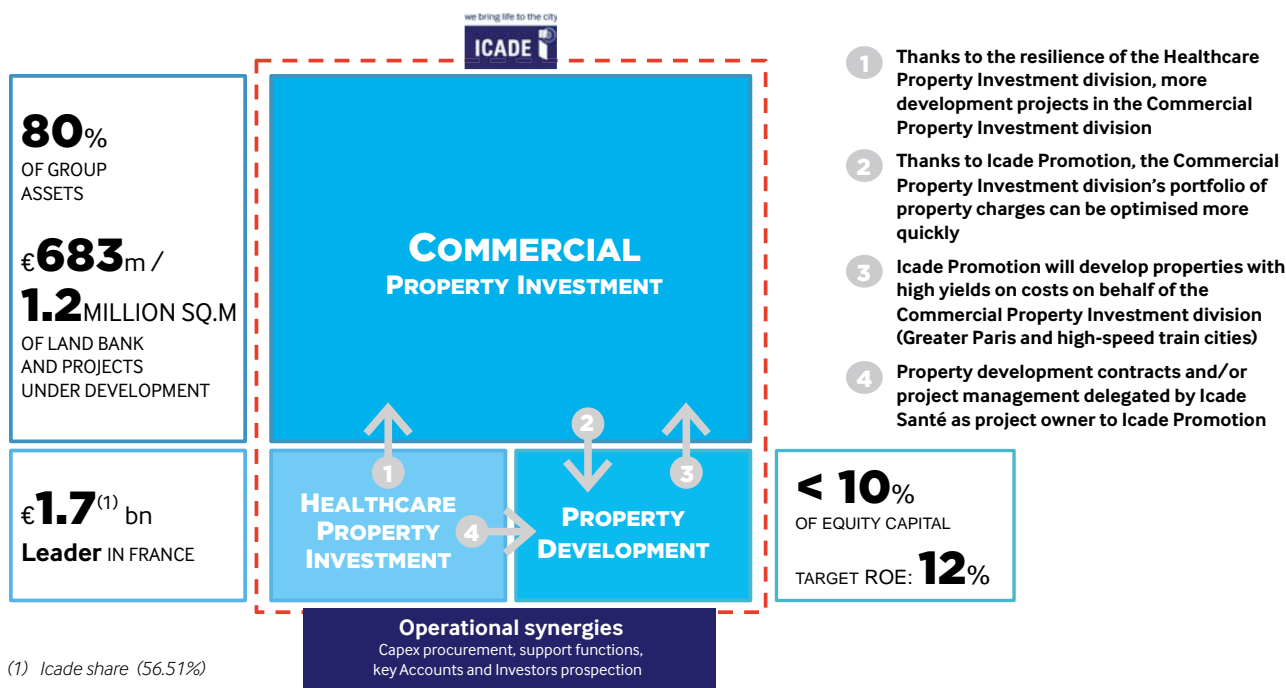 we bring life to the city
ICADE
80%
OF GROUP
ASSETS
€683m /
1.2MILLION SQ.M
OF LAND BANK
AND PROJECTS
UNDER DEVELOPMENT
COMMERCIAL
PROPERTY INVESTMENT
1 Thanks to the resilience of the Healthcare
Property Investment division, more
development projects in the Commercial
Property Investment division
2 Thanks to Icade Promotion, the Commercial
Property Investment division's portfolio of
property charges can be optimised more
quickly
3 Icade Promotion will develop properties with
high yields on costs on behalf of the
Commercial Property Investment division
(Greater Paris and high-speed train cities)
4 Property development contracts and/or
project management delegated by Icade
Santé as project owner to Icade Promotion
2
1
3
€1.7(1) bn
Leader IN FRANCE
HEALTHCARE
PROPERTY
INVESTMENT
4
PROPERTY
DEVELOPMENT
< 10%
OF EQUITY CAPITAL
TARGET ROE: 12%
Operational synergies
Capex procurement, support functions,
key Accounts and Investors prospection
(1) Icade share (56.51%)